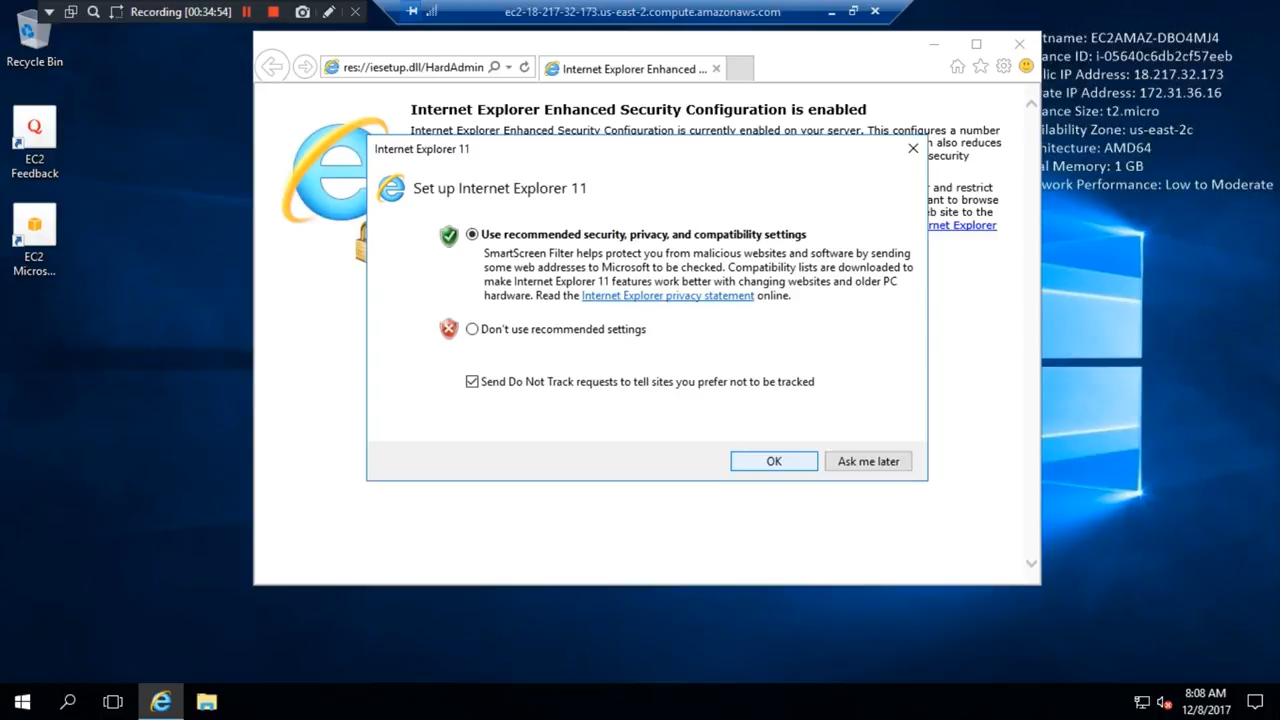 Recording [00:34:54]
ec2-18-217-32-173.us-east-2.compute.amazonaws.com
Recycle Bin
EC2
Feedback
EC2
Micros...
tname: EC2AMAZ-DBO4MJ4
ance ID: i-05640c6db2cf57eeb
lic IP Address: 18.217.32.173
ate IP Address: 172.31.36.16
ance Size: t2.micro
ilability Zone: us-east-2c
hitecture: AMD64
al Memory: 1 GB
work Performance: Low to Moderate
res://iesetup.dll/HardAdmin
Internet Explorer Enhanced ...
Internet Explorer Enhanced Security Configuration is enabled
Internet Explorer Enhanced Security Configuration is currently enabled on your server. This configures a number
n also reduces
security
and restrict
ant to browse
b site to the
rnet Explorer
Internet Explorer 11
Set up Internet Explorer 11
Use recommended security, privacy, and compatibility settings
SmartScreen Filter helps protect you from malicious websites and software by sending
some web addresses to Microsoft to be checked. Compatibility lists are downloaded to
make Internet Explorer 11 features work better with changing websites and older PC
hardware. Read the Internet Explorer privacy statement online.
Don't use recommended settings
Send Do Not Track requests to tell sites you prefer not to be tracked
OK
Ask me later
8:08 AM
12/8/2017